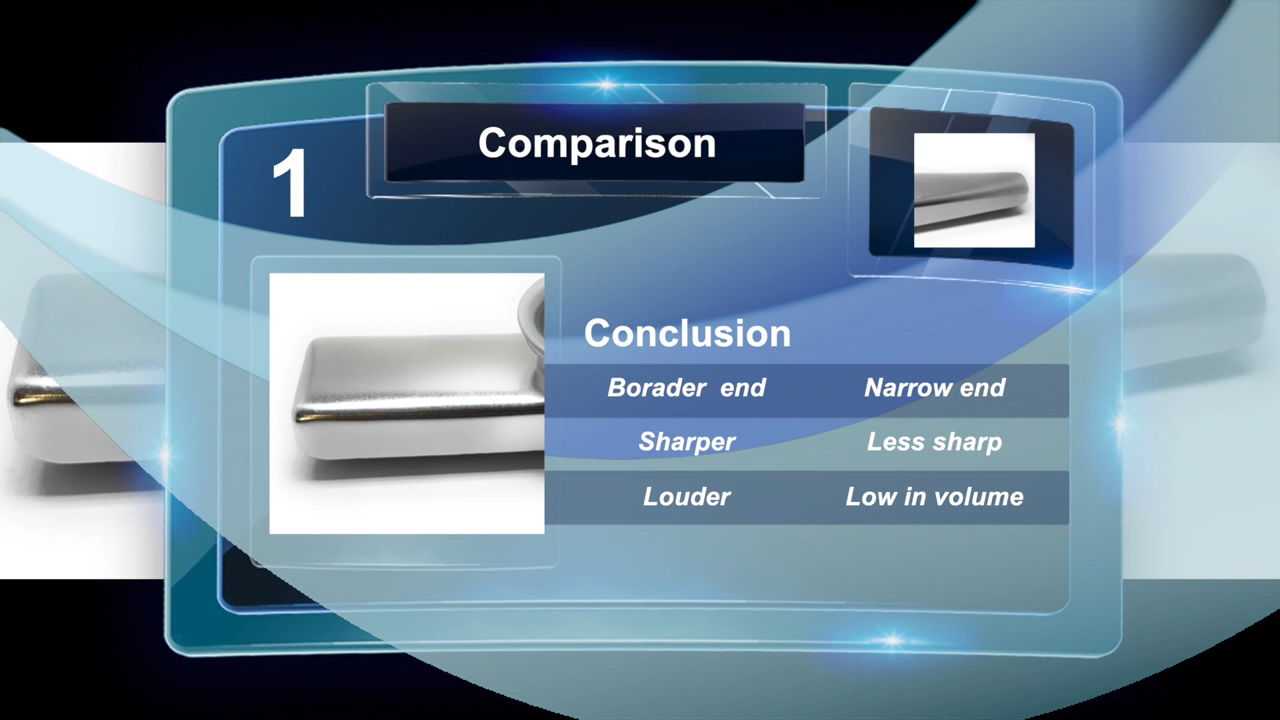 Comparison
1
Conclusion
Borader end Narrow end
Sharper Less sharp
Louder Low in volume